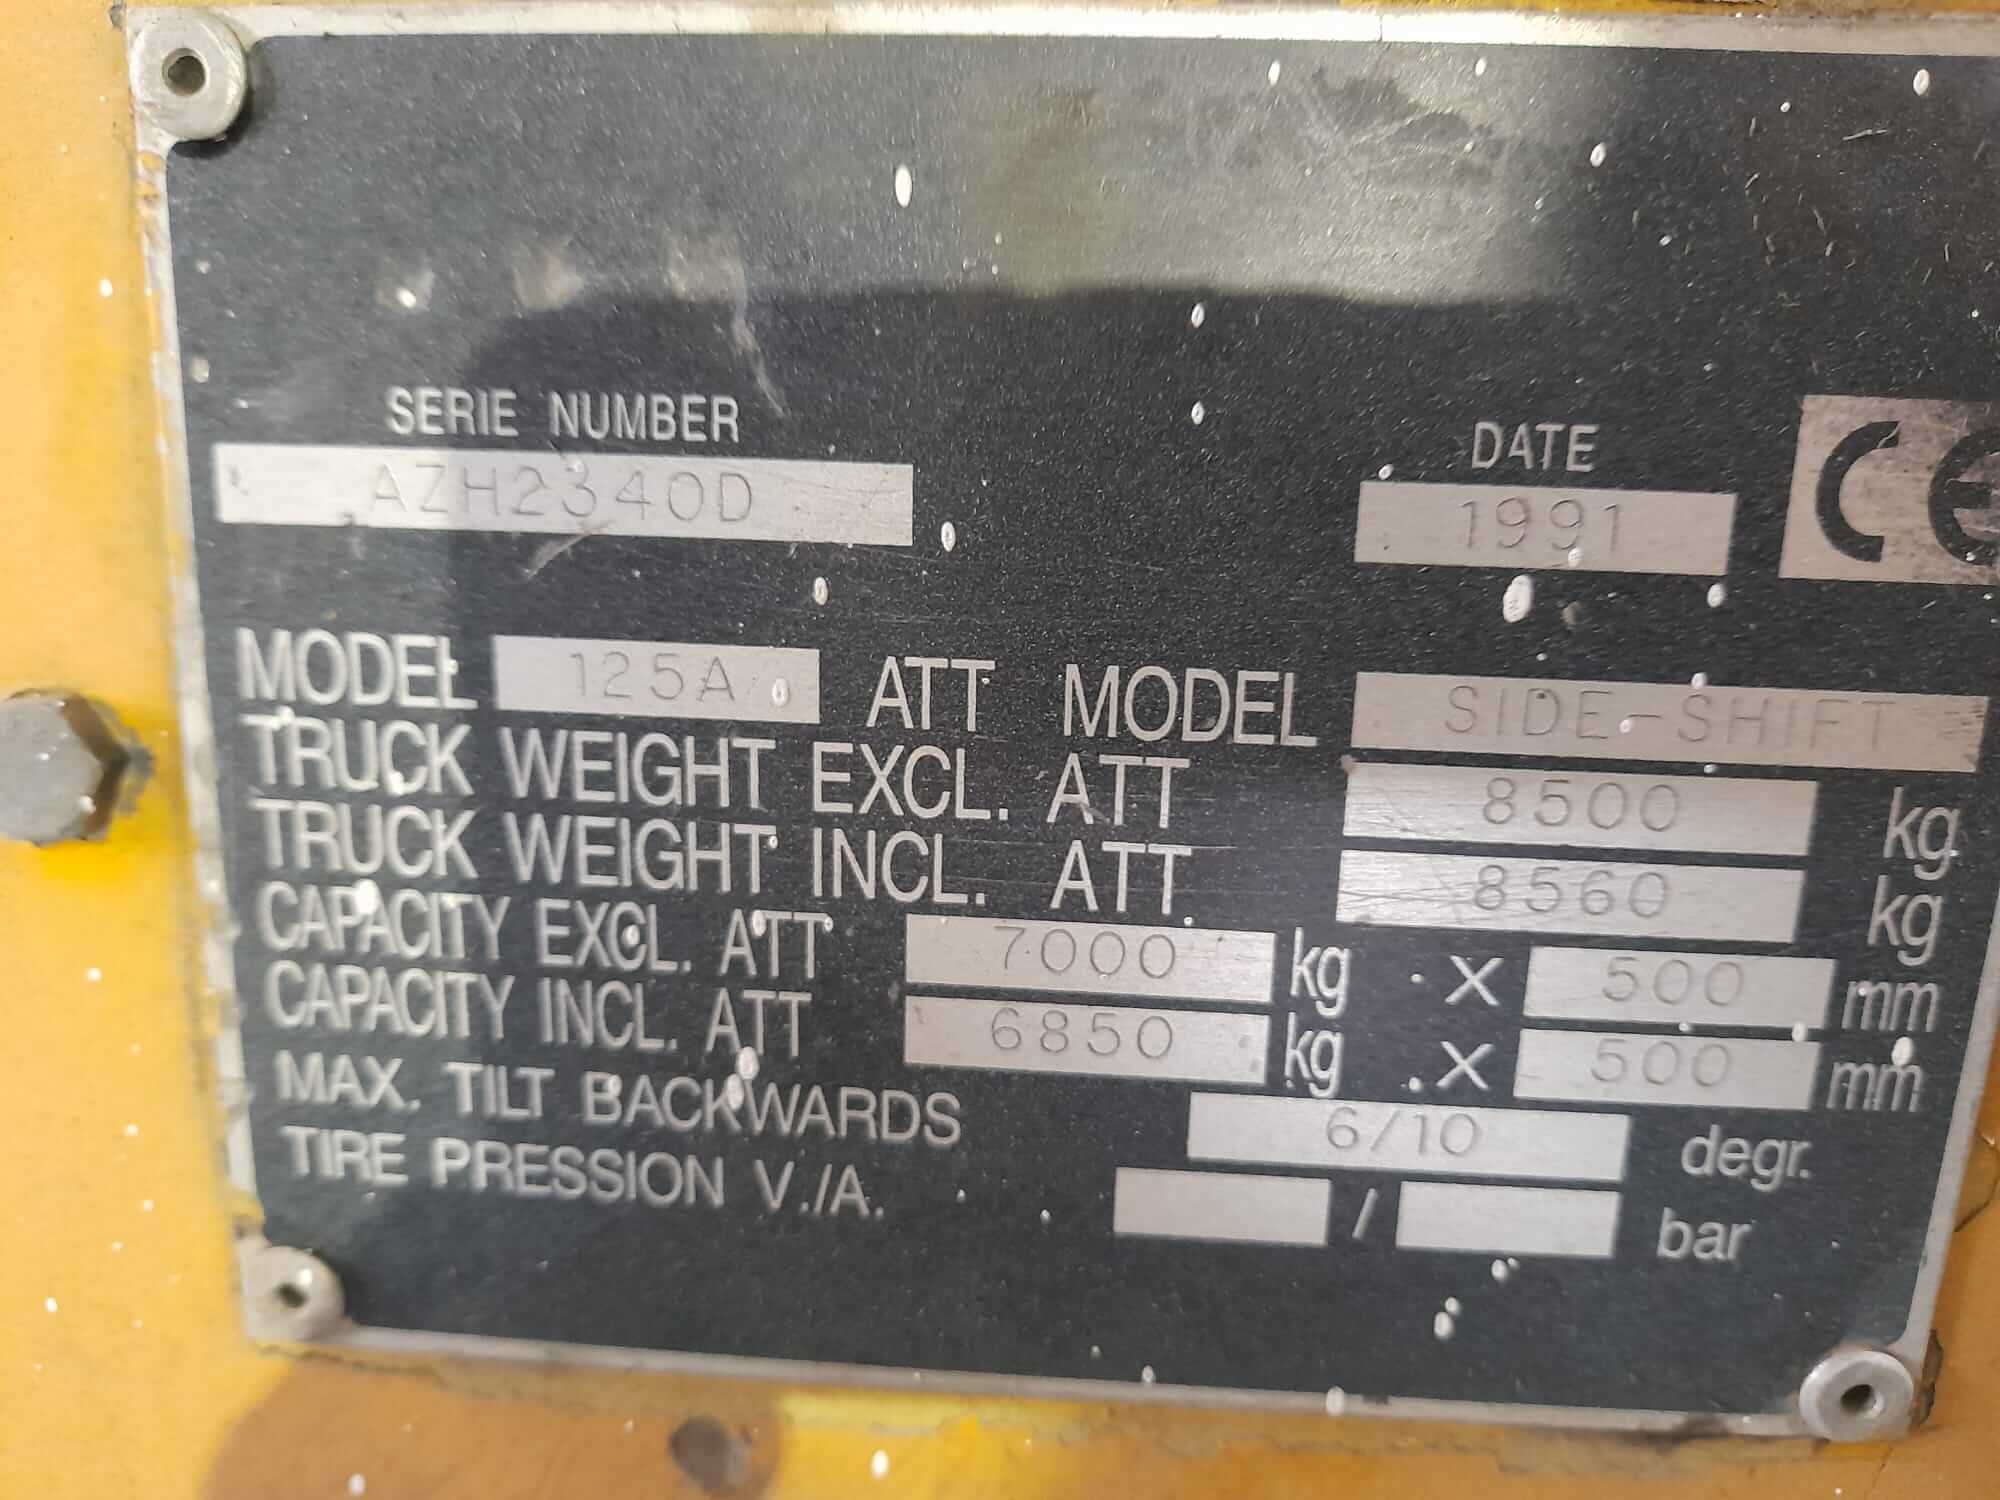 SERIE NUMBER
AZH2340D
DATE
1991
CE
MODEL 125A ATT MODEL SIDE-SHIFT
TRUCK WEIGHT EXCL. ATT 8500 kg
TRUCK WEIGHT INCL. ATT 8560 kg
CAPACITY EXCL. ATT 7000 kg X 500 mm
CAPACITY INCL. ATT 6850 kg X 500 mm
MAX. TILT BACKWARDS 6/10 degr.
TIRE PRESSION V./A. / bar